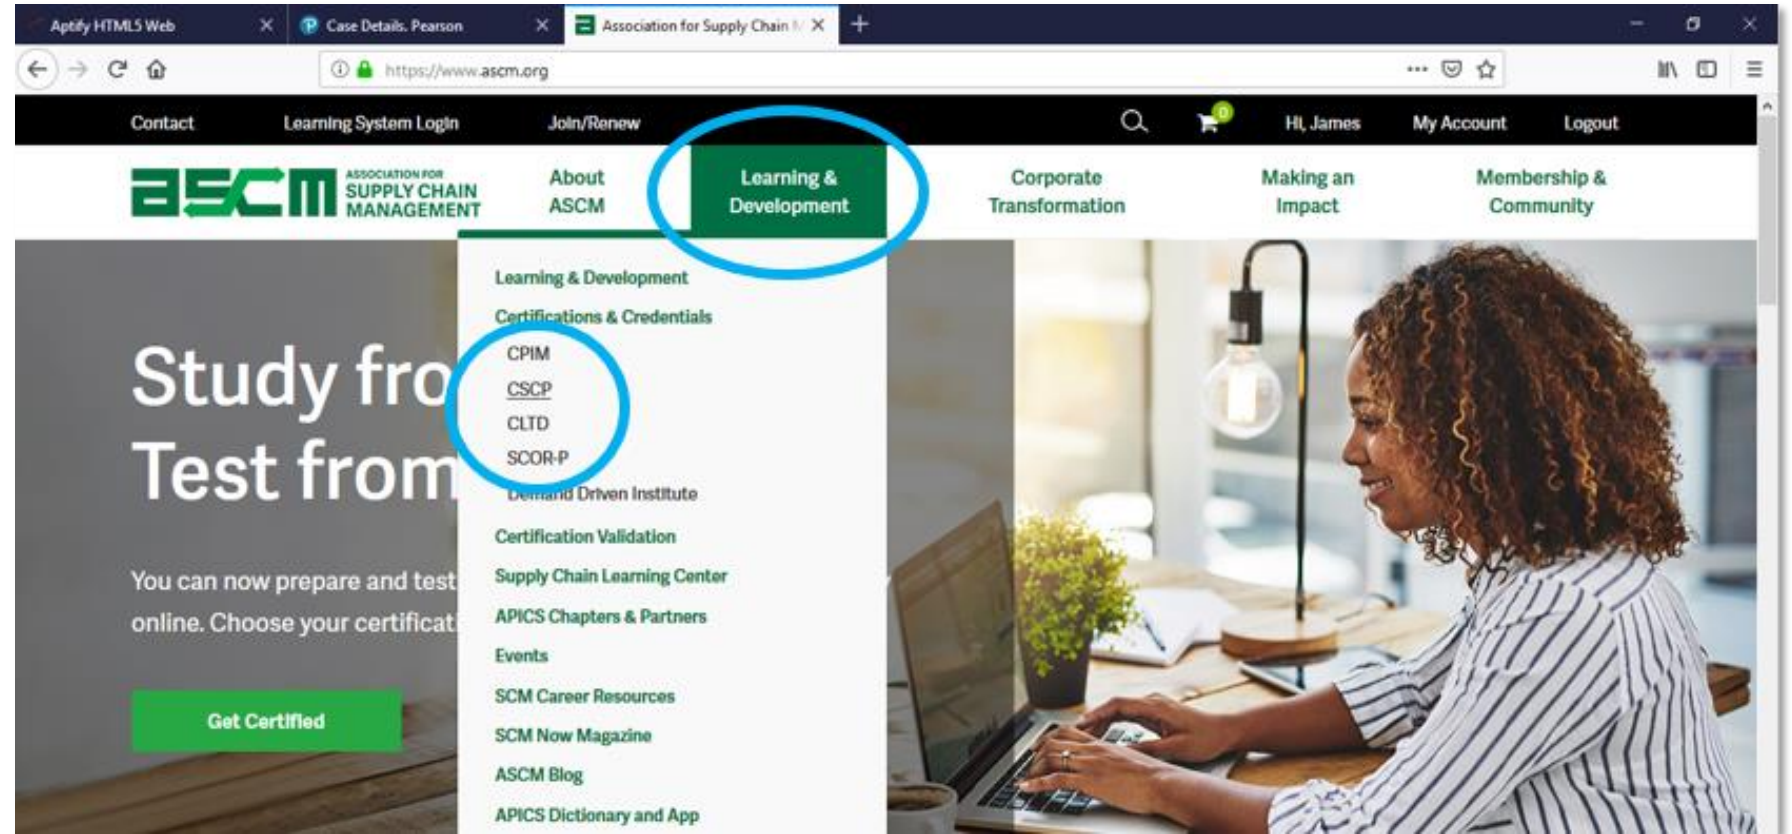 Aptify HTML5 Web
Case Details. Pearson
Association for Supply Chain
https://www.ascm.org
Contact
Learning System Login
Join/Renew
0
Hi, James
My Account
Logout
ascm
ASSOCIATION FOR
SUPPLY CHAIN
MANAGEMENT
About
ASCM
Learning &
Development
Corporate
Transformation
Making an
Impact
Membership &
Community
Learning & Development
Certifications & Credentials
CPIM
CSCP
CLTD
SCOR-P
Demand Driven Institute
Certification Validation
Supply Chain Learning Center
APICS Chapters & Partners
Events
SCM Career Resources
SCM Now Magazine
ASCM Blog
APICS Dictionary and App
Study fro
Test from
You can now prepare and test
online. Choose your certificat
Get Certified